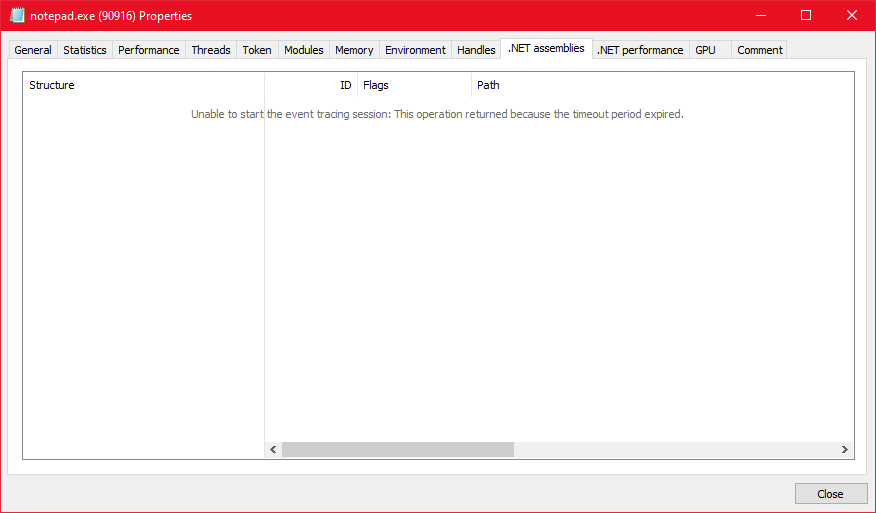 notepad.exe (90916) Properties
General Statistics Performance Threads Token Modules Memory Environment Handles .NET assemblies .NET performance GPU Comment
Structure ID Flags Path
Unable to start the event tracing session: This operation returned because the timeout period expired.
Close